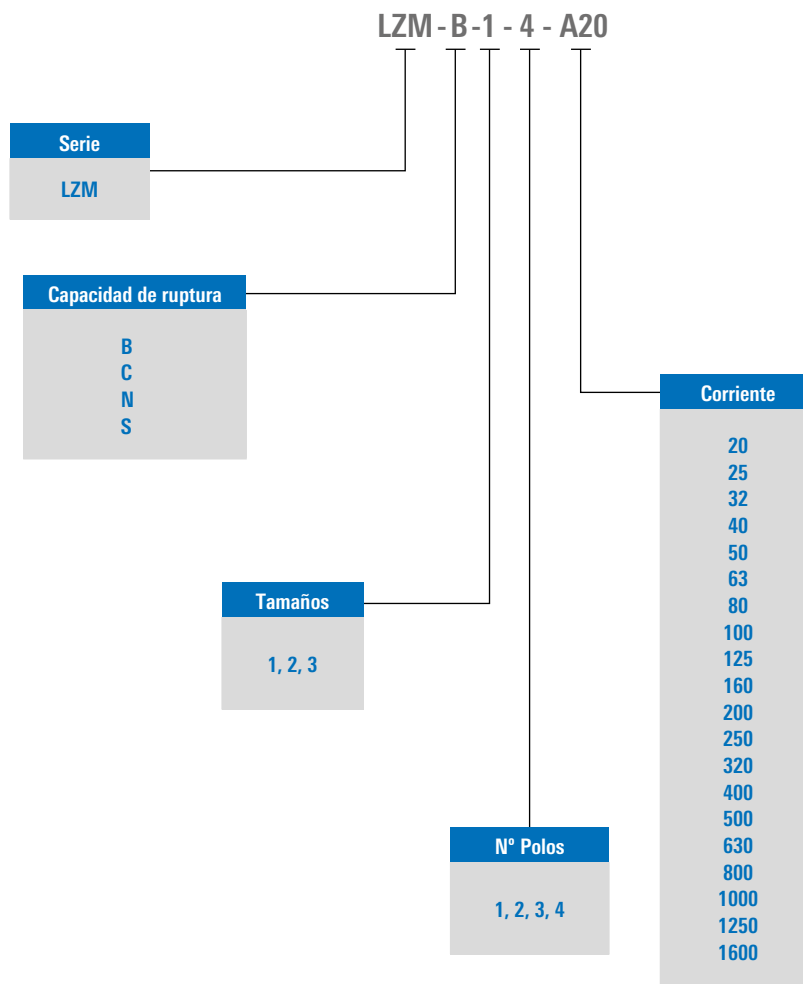 LZM - B - 1 - 4 - A20
Serie
LZM
Capacidad de ruptura
B
C
N
S
Corriente
20
25
32
40
50
63
80
100
125
160
200
250
320
400
500
630
800
1000
1250
1600
Tamaños
1, 2, 3
Nº Polos
1, 2, 3, 4